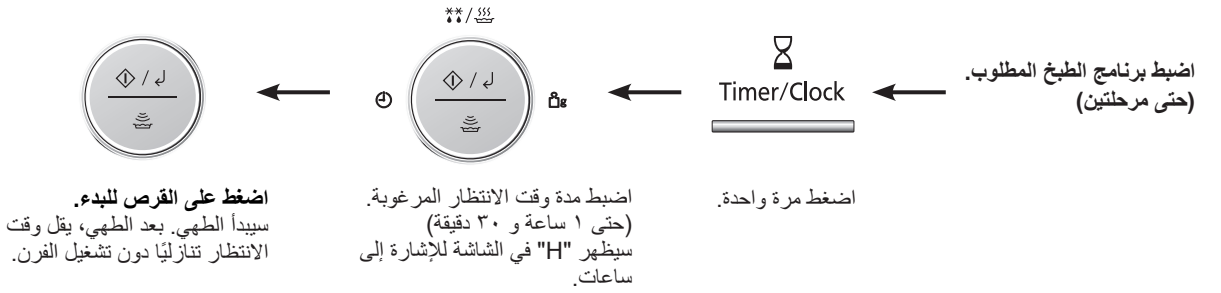 اضبط برنامج الطبخ المطلوب.
(حتى مرحلتين)
Timer/Clock
اضغط مرة واحدة.
g
اضبط مدة وقت الانتظار المرغوبة.
(حتى ١ ساعة و ٣٠ دقيقة)
سيظهر "H" في الشاشة للإشارة إلى
ساعات.
اضغط على القرص للبدء.
سيبدأ الطهي. بعد الطهي، يقل وقت
الانتظار تنازليًا دون تشغيل الفرن.